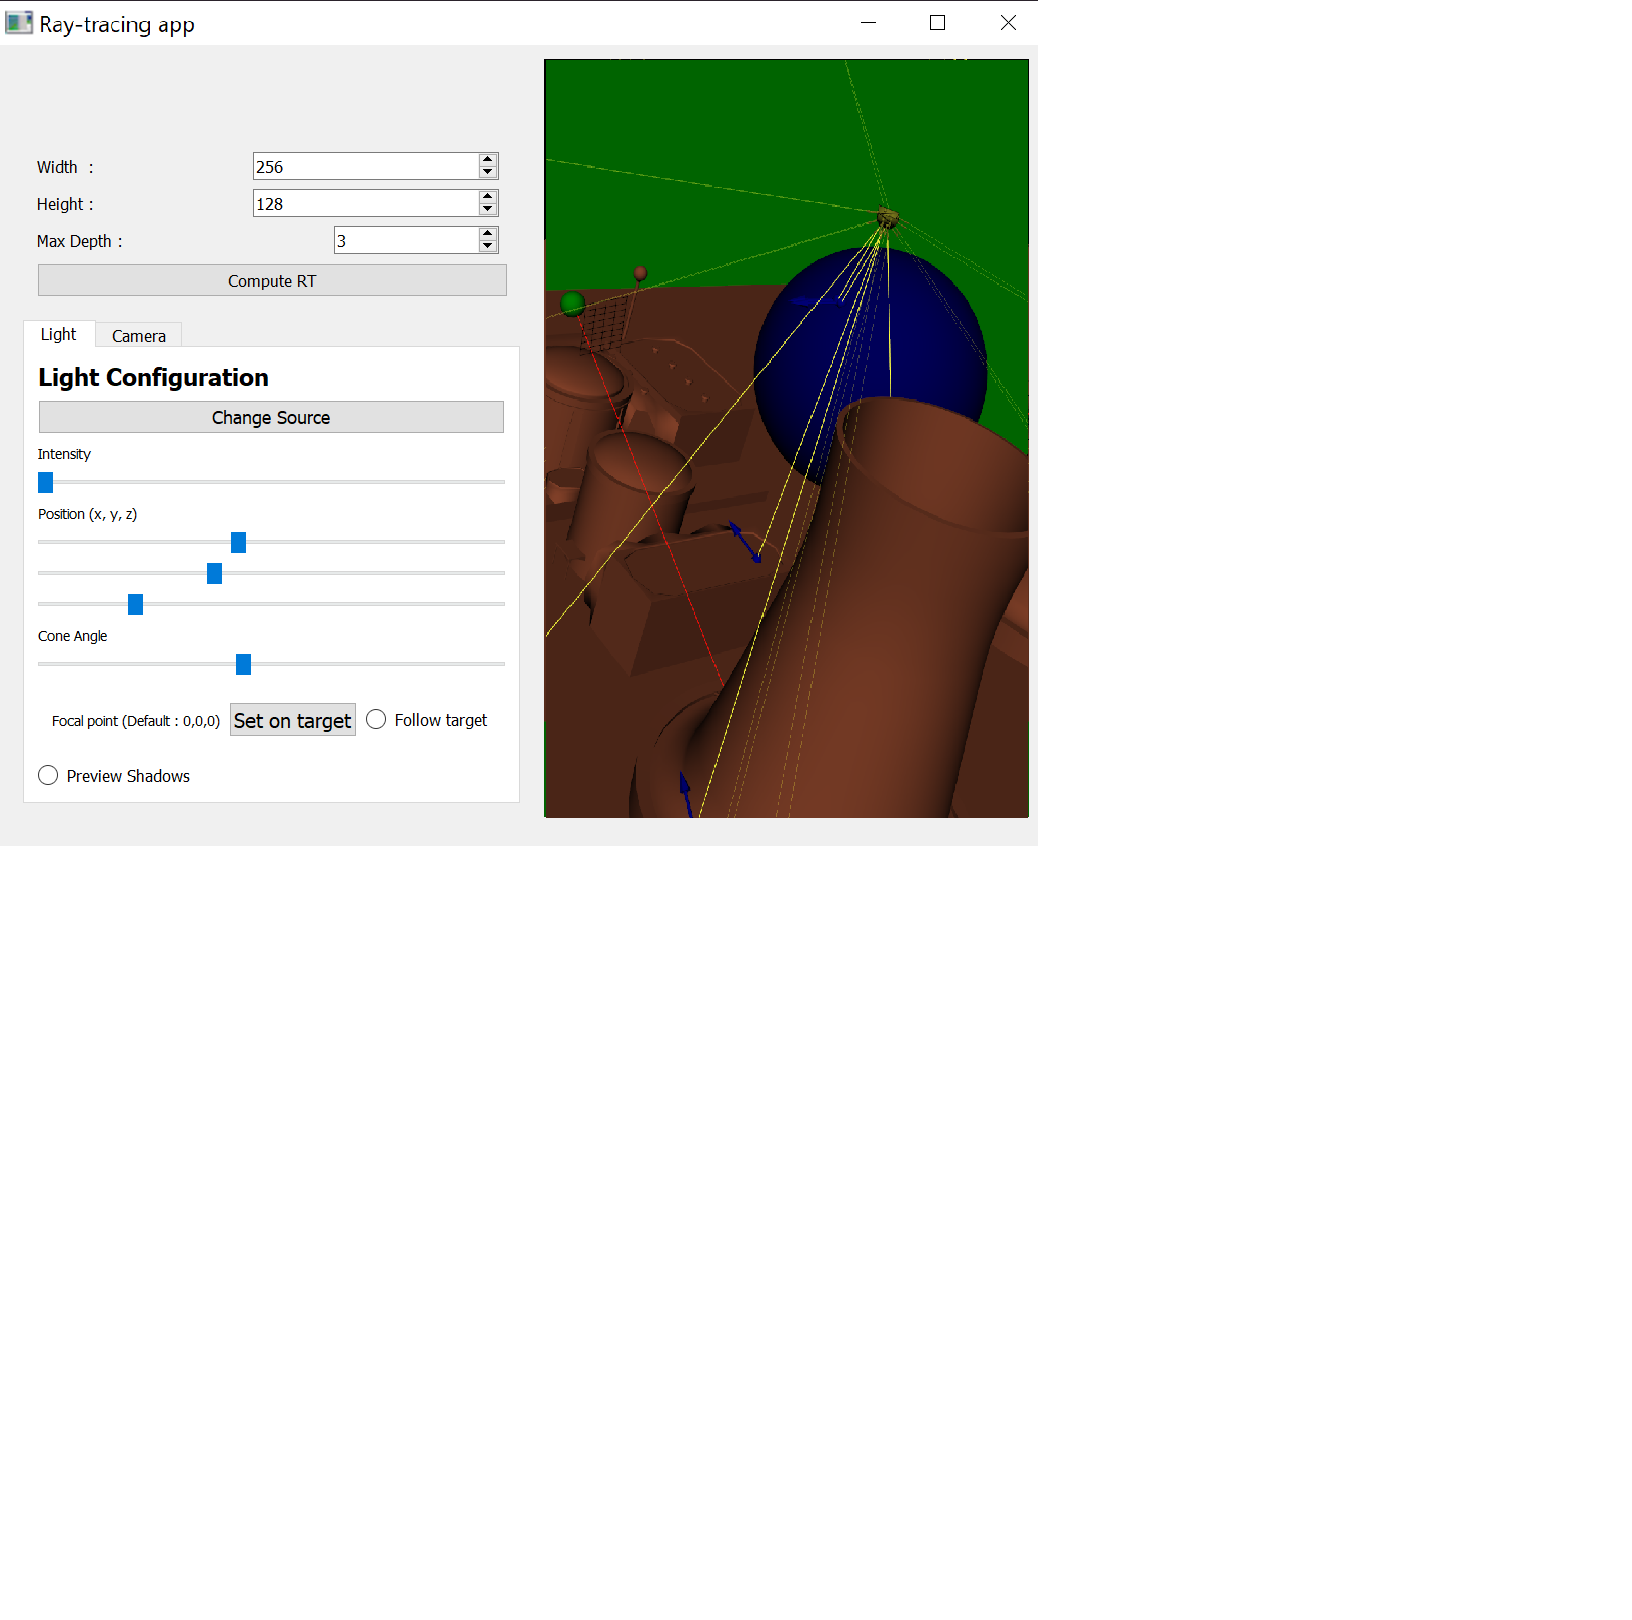 Ray-tracing app
Width :
256
Height :
128
Max Depth :
3
Compute RT
Light
Camera
Light Configuration
Change Source
Intensity
Position (x, y, z)
Cone Angle
Focal point (Default : 0,0,0)
Set on target
Follow target
Preview Shadows